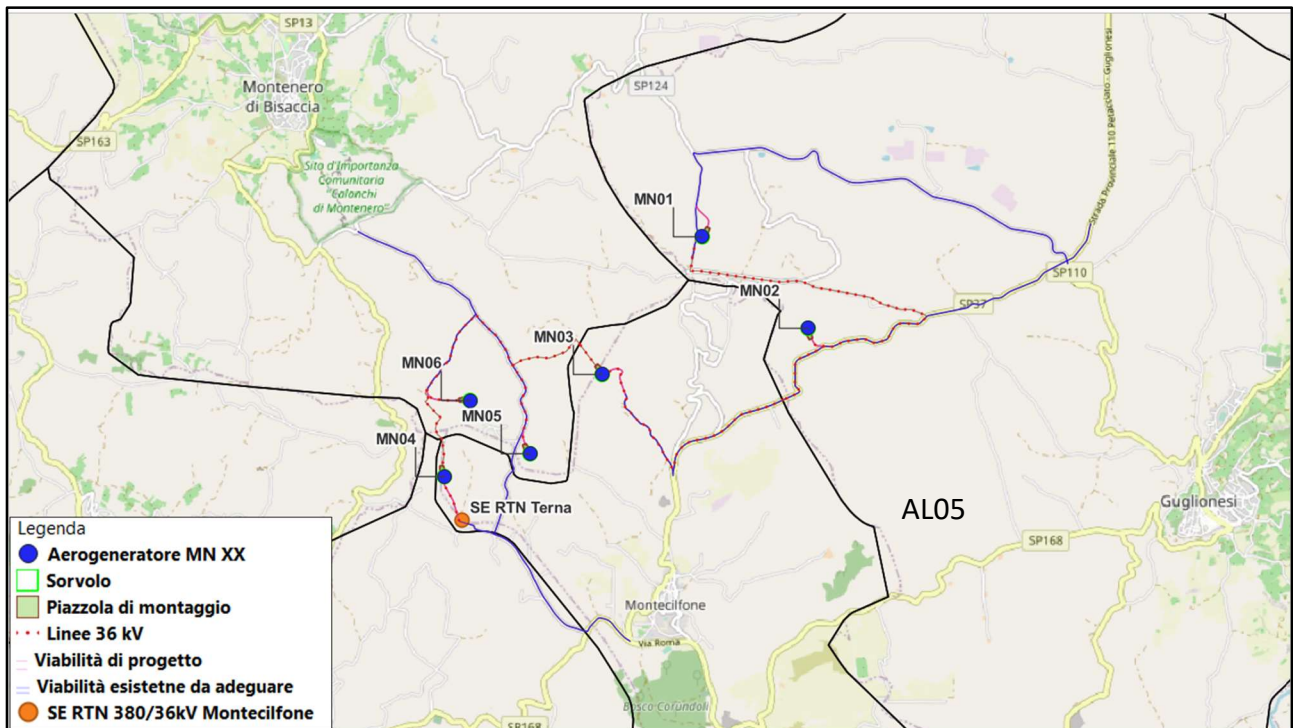 SP13
SP124
Montenero
di Bisaccia
SP163
Sito d'Importanza
Comunitaria
"Calanchi
di Montenero"
Strada Provinciale 110 Petacciato - Guglionesi
MN01
SP110
MN02
SP37
MN03
MN06
MN05
MN04
SE RTN Terna
AL05
Guglionesi
SP168
Montecilfone
Via Roma
Bosco Corundoli
SP168
Legenda
Aerogeneratore MN XX
Sorvolo
Piazzola di montaggio
Linee 36 kV
Viabilità di progetto
Viabilità esistetne da adeguare
SE RTN 380/36kV Montecilfone